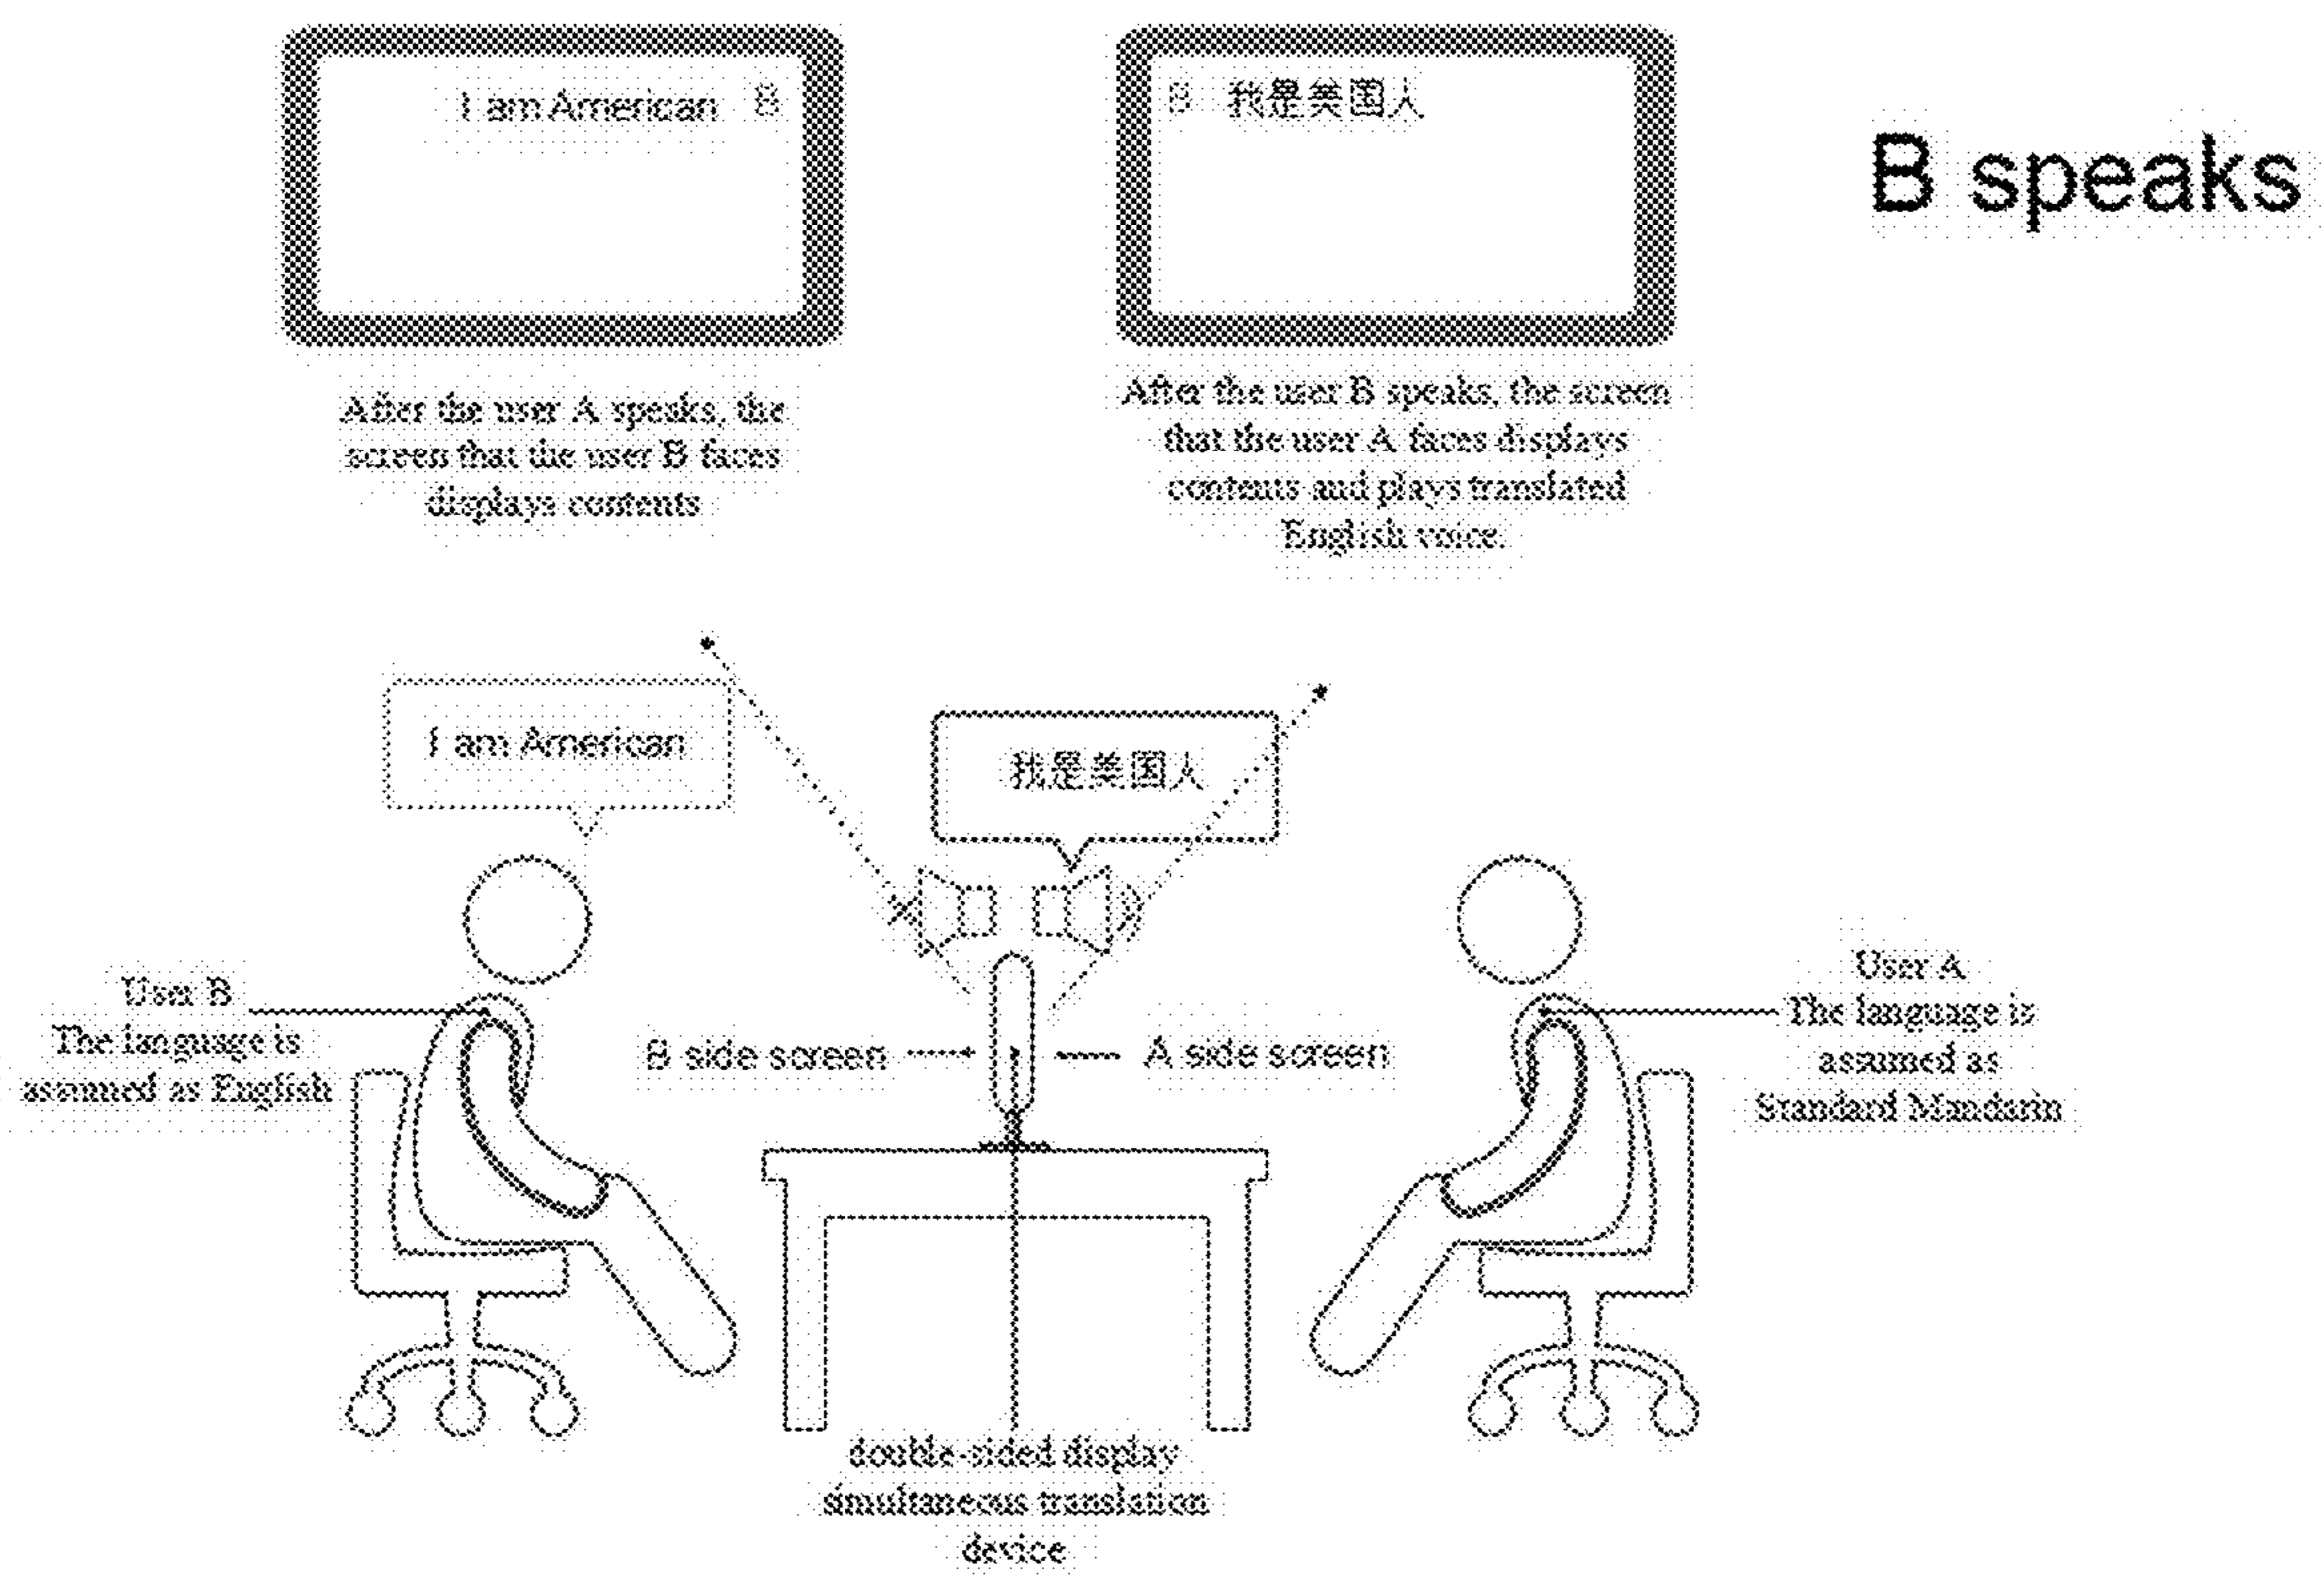 I am American B
B 我是美国人
B speaks
After the user A speaks, the
screen that the user B faces
displays contents
After the user B speaks, the screen
that the user A faces displays
contents and plays translated
English voice.
I am American
我是美国人
User B
The language is
assumed as English
B side screen
A side screen
User A
The language is
assumed as
Standard Mandarin
double-sided display
simultaneous translation
device